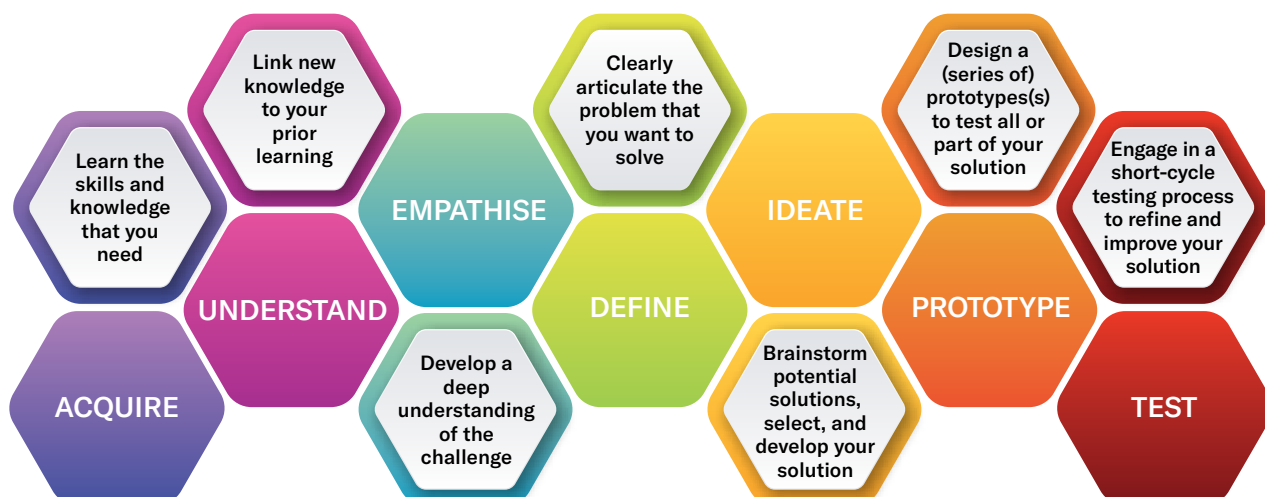 Learn the
skills and
knowledge
that you
need
ACQUIRE
Link new
knowledge
to your
prior
learning
UNDERSTAND
EMPATHISE
Develop a
deep
understanding
of the
challenge
Clearly
articulate the
problem that
you want to
solve
DEFINE
IDEATE
Brainstorm
potential
solutions,
select, and
develop your
solution
Design a
(series of)
prototypes(s)
to test all or
part of your
solution
PROTOTYPE
Engage in a
short-cycle
testing process
to refine and
improve your
solution
TEST